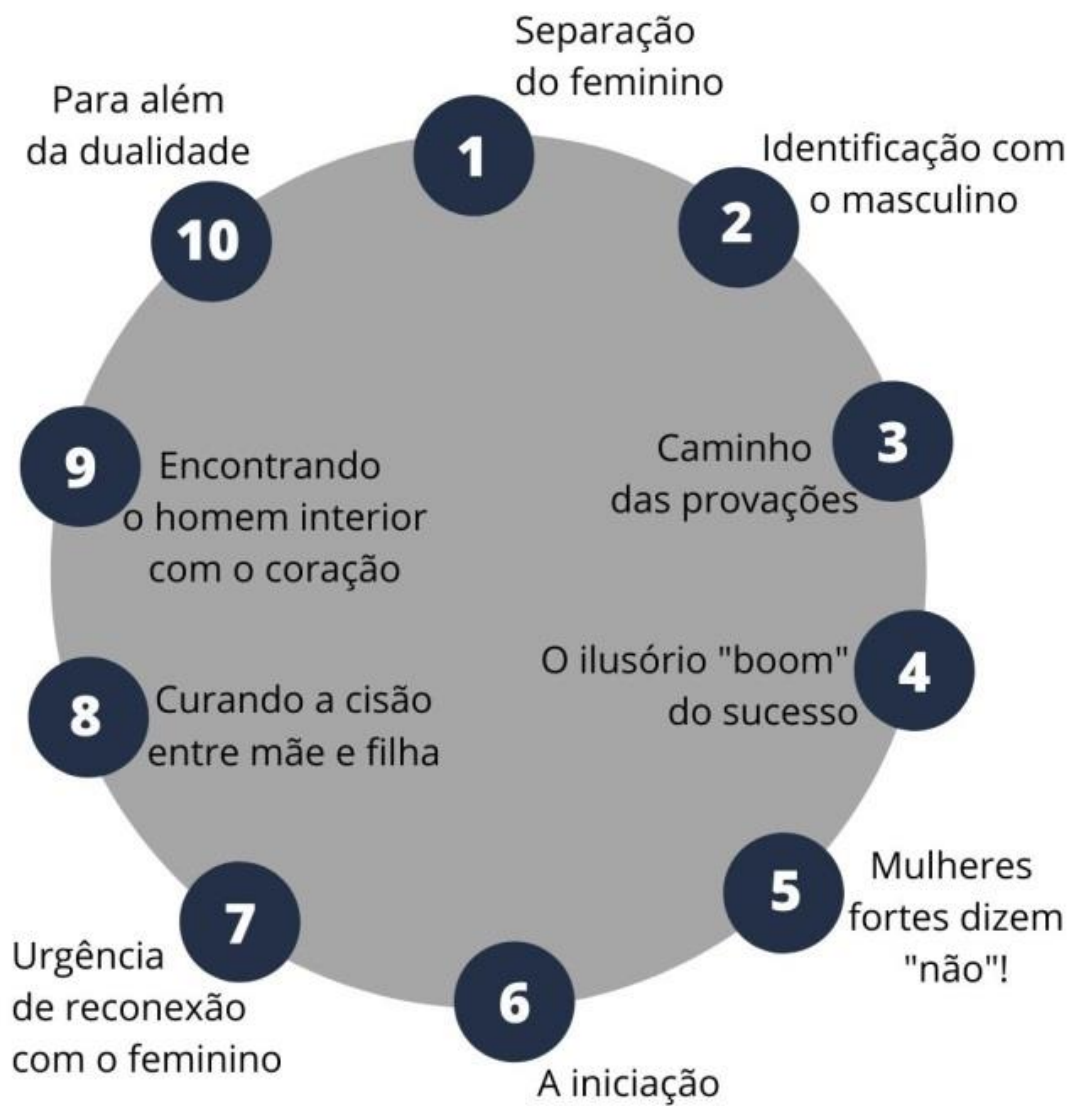 1
Separação
do feminino
2
Identificação com
o masculino
3
Caminho
das provações
4
O ilusório "boom"
do sucesso
5
Mulheres
fortes dizem
"não"!
6
A iniciação
7
Urgência
de reconexão
com o feminino
8
Curando a cisão
entre mãe e filha
9
Encontrando
o homem interior
com o coração
10
Para além
da dualidade